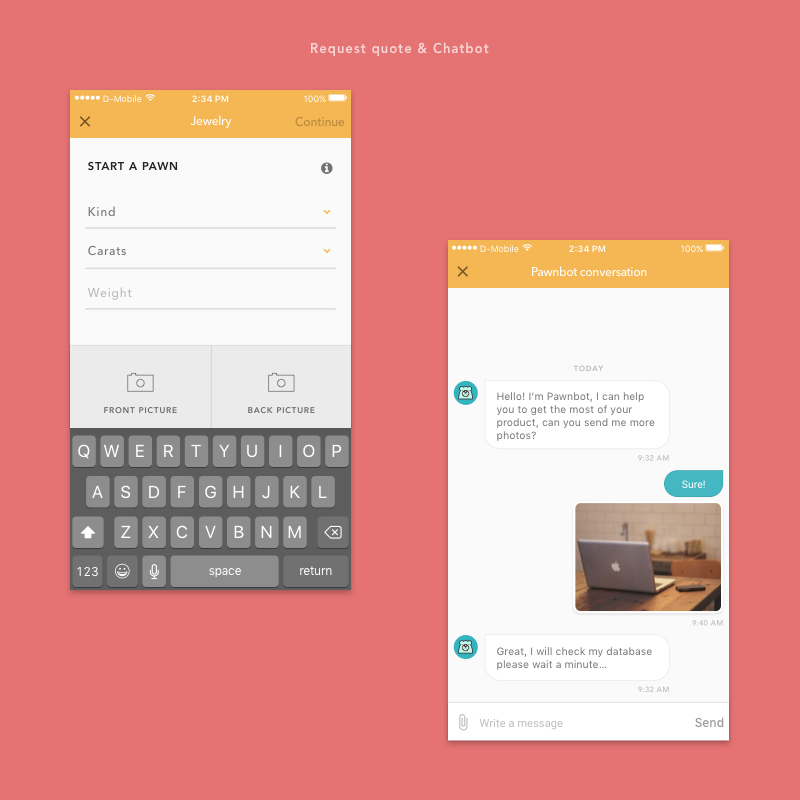 Request quote & Chatbot
D-Mobile 2:34 PM 100%
Jewelry Continue
START A PAWN
Kind
Carats
Weight
FRONT PICTURE BACK PICTURE
Q W E R T Y U I O P
A S D F G H J K L
Z X C V B N M
123 space return
D-Mobile 2:34 PM 100%
Pawnbot conversation
TODAY
Hello! I'm Pawnbot, I can help
you to get the most of your
product, can you send me more
photos?
9:32 AM
Sure!
9:40 AM
Great, I will check my database
please wait a minute...
9:32 AM
Write a message Send